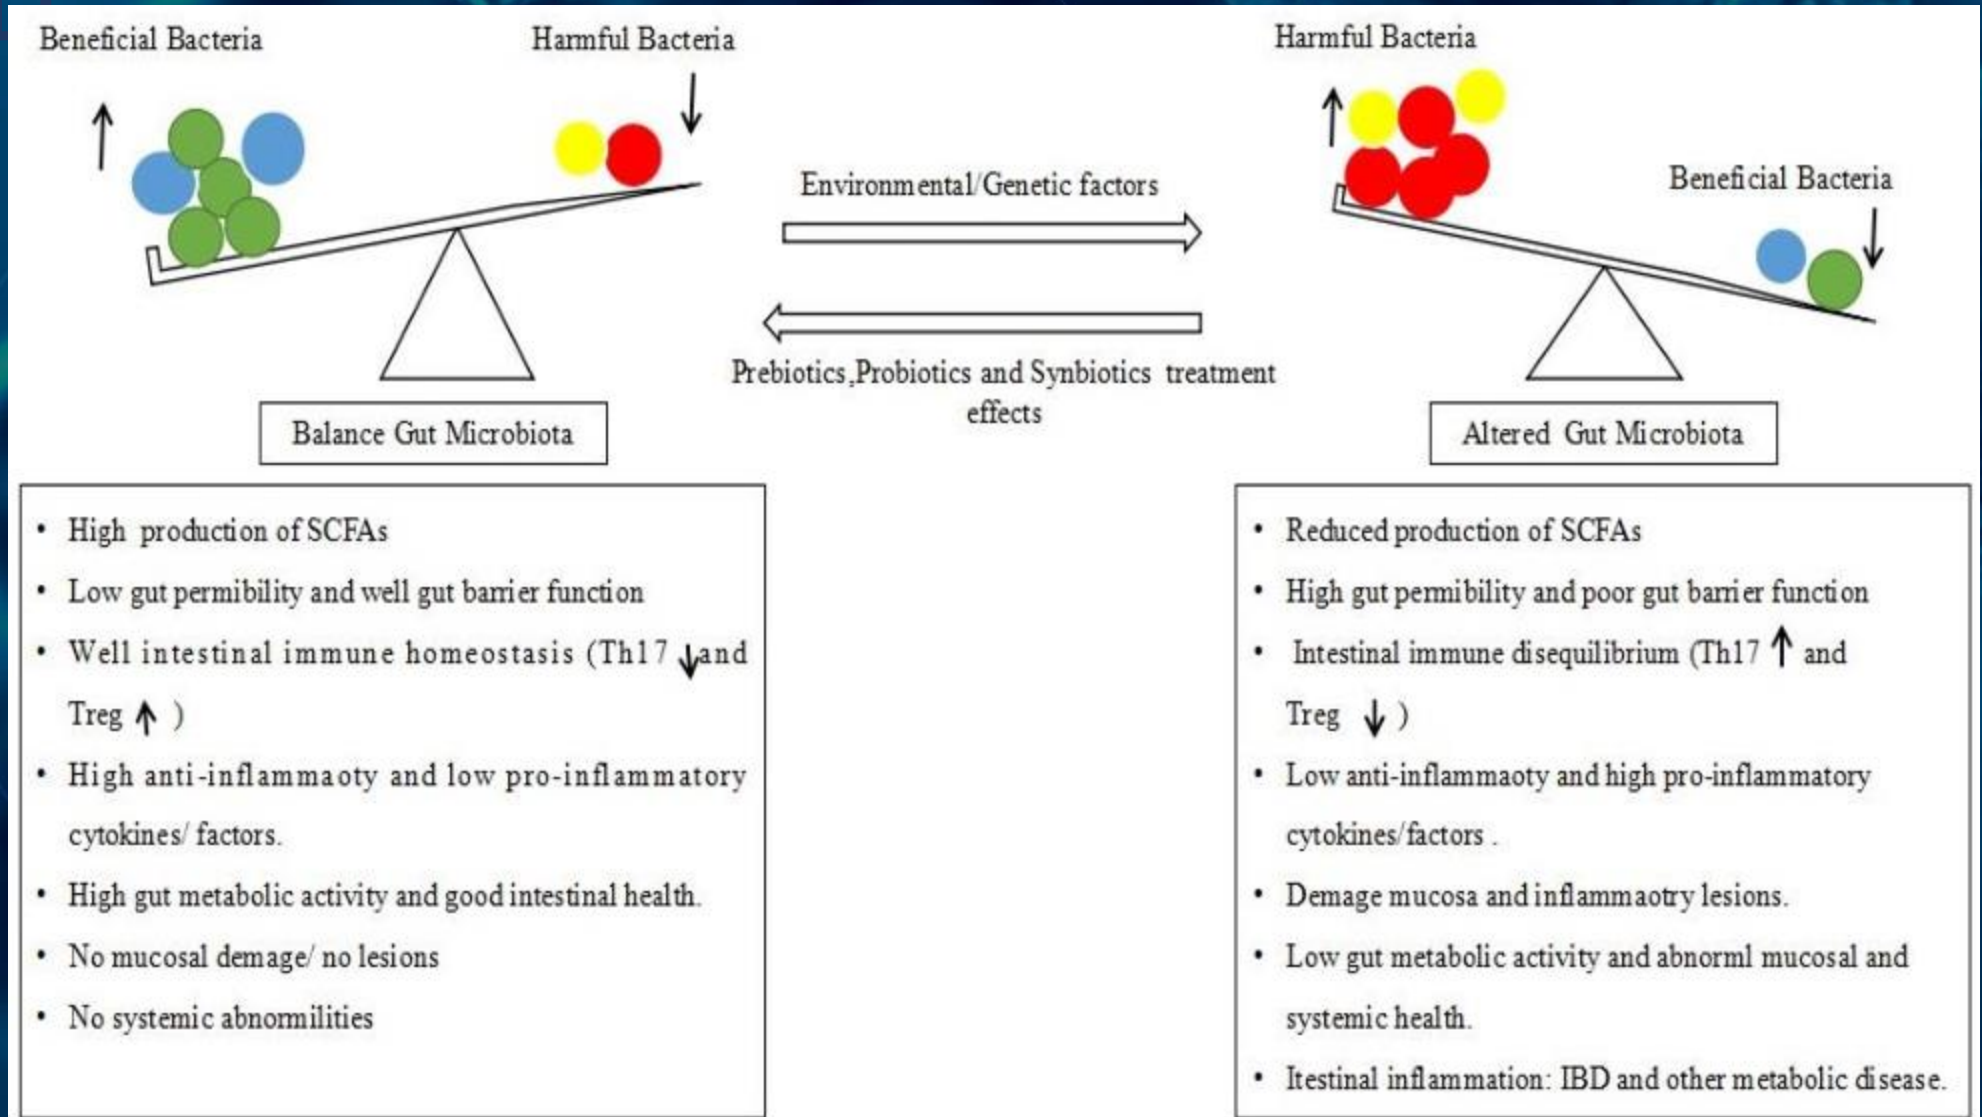 Beneficial Bacteria
Harmful Bacteria
Environmental/Genetic factors
Prebiotics,Probiotics and Synbiotics treatment
effects
Harmful Bacteria
Beneficial Bacteria
Balance Gut Microbiota
• High production of SCFAs
• Low gut permibility and well gut barrier function
• Well intestinal immune homeostasis (Th17 ↓and
Treg ↑ )
• High anti-inflammaoty and low pro-inflammatory
cytokines/ factors.
• High gut metabolic activity and good intestinal health.
• No mucosal demage/ no lesions
• No systemic abnormilities
Altered Gut Microbiota
• Reduced production of SCFAs
• High gut permibility and poor gut barrier function
• Intestinal immune disequilibrium (Th17 ↑ and
Treg ↓ )
• Low anti-inflammaoty and high pro-inflammatory
cytokines/factors .
• Demage mucosa and inflammaotry lesions.
• Low gut metabolic activity and abnorml mucosal and
systemic health.
• Itestinal inflammation: IBD and other metabolic disease.